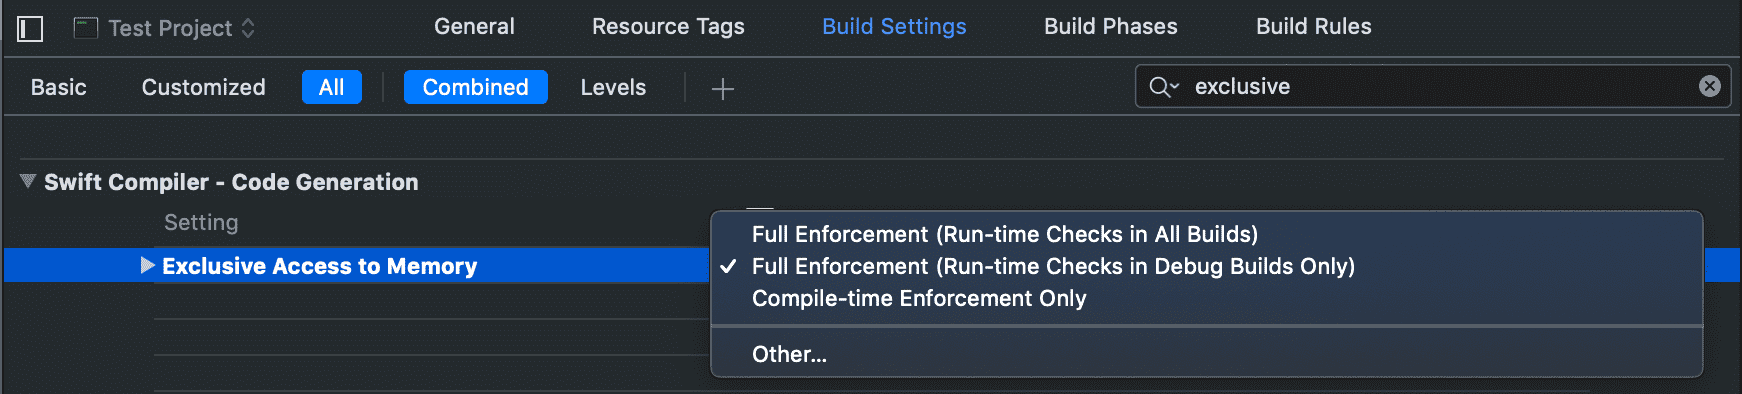 Test Project General Resource Tags Build Settings Build Phases Build Rules
Basic Customized All Combined Levels + exclusive
Swift Compiler - Code Generation
Setting
Exclusive Access to Memory
Full Enforcement (Run-time Checks in All Builds)
✓ Full Enforcement (Run-time Checks in Debug Builds Only)
Compile-time Enforcement Only
Other...